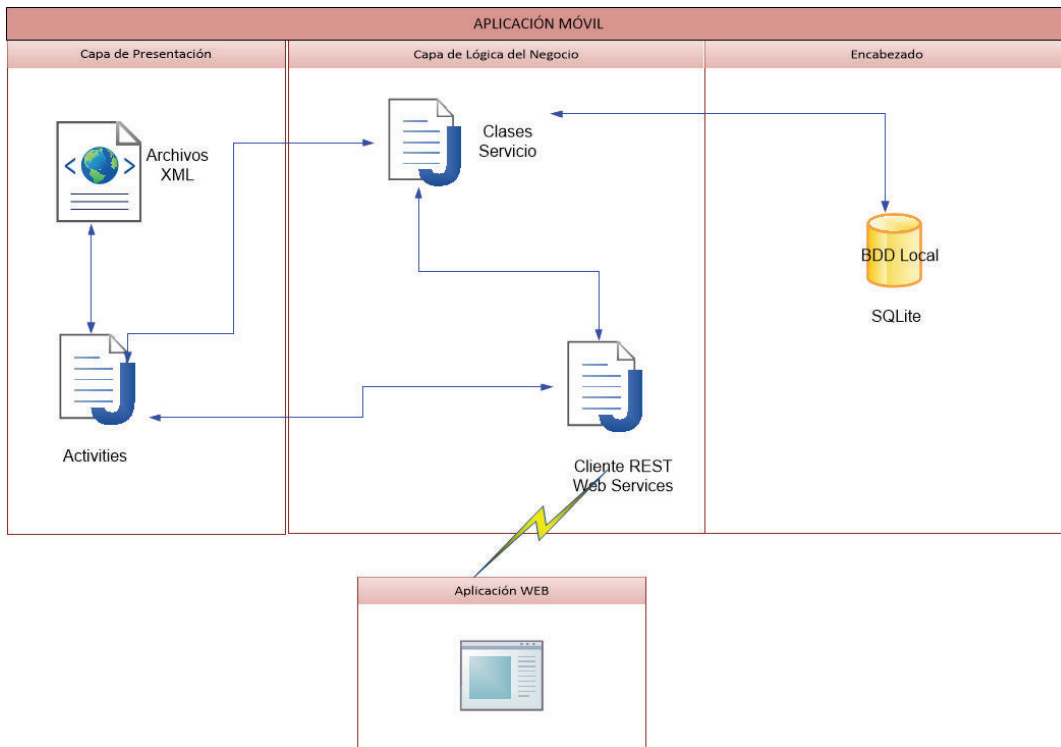 APLICACIÓN MÓVIL
Capa de Presentación
Capa de Lógica del Negocio
Encabezado
Archivos
XML
Clases
Servicio
BDD Local
SQLite
Activities
Cliente REST
Web Services
Aplicación WEB